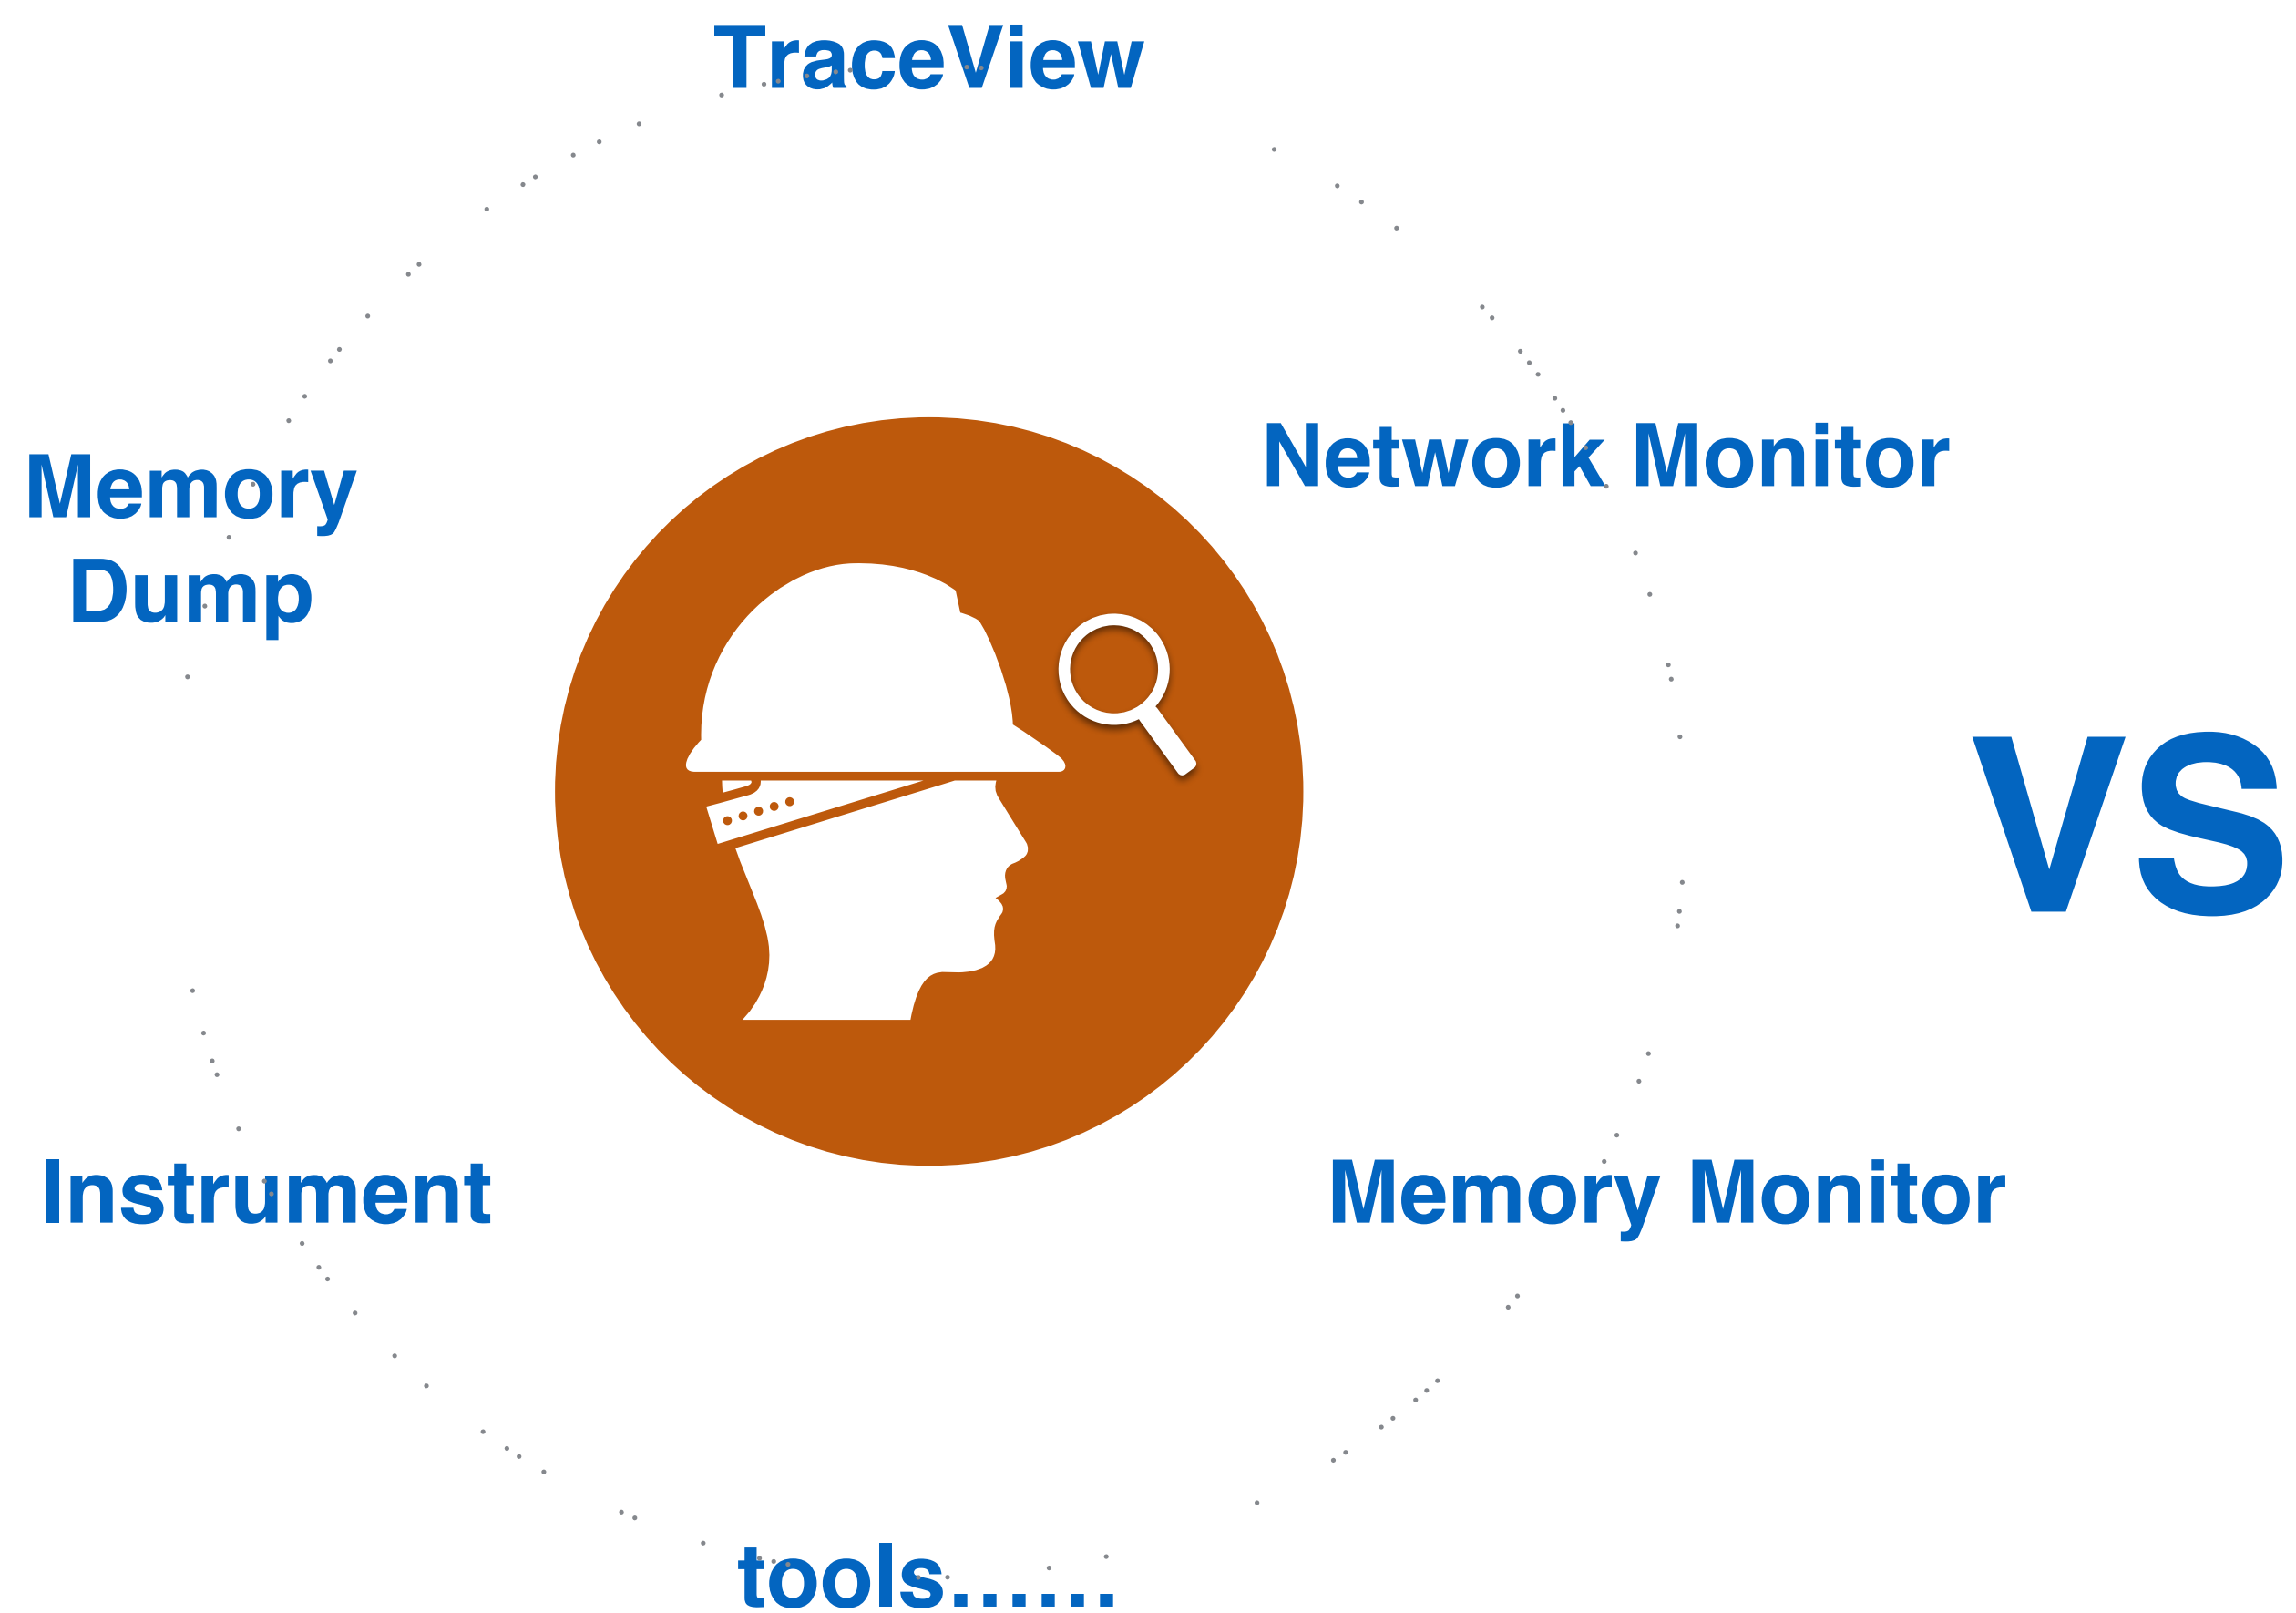 TraceView
Network Monitor
Memory
Dump
VS
Instrument
Memory Monitor
tools......